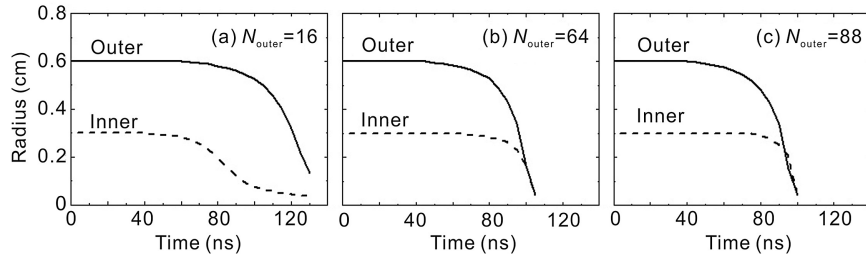 0.8
0.6
0.4
0.2
0
Radius (cm)
Outer
Inner
(a) N_outer=16
0 40 80 120
Time (ns)
Outer
Inner
(b) N_outer=64
0 40 80 120
Time (ns)
Outer
Inner
(c) N_outer=88
0 40 80 120
Time (ns)